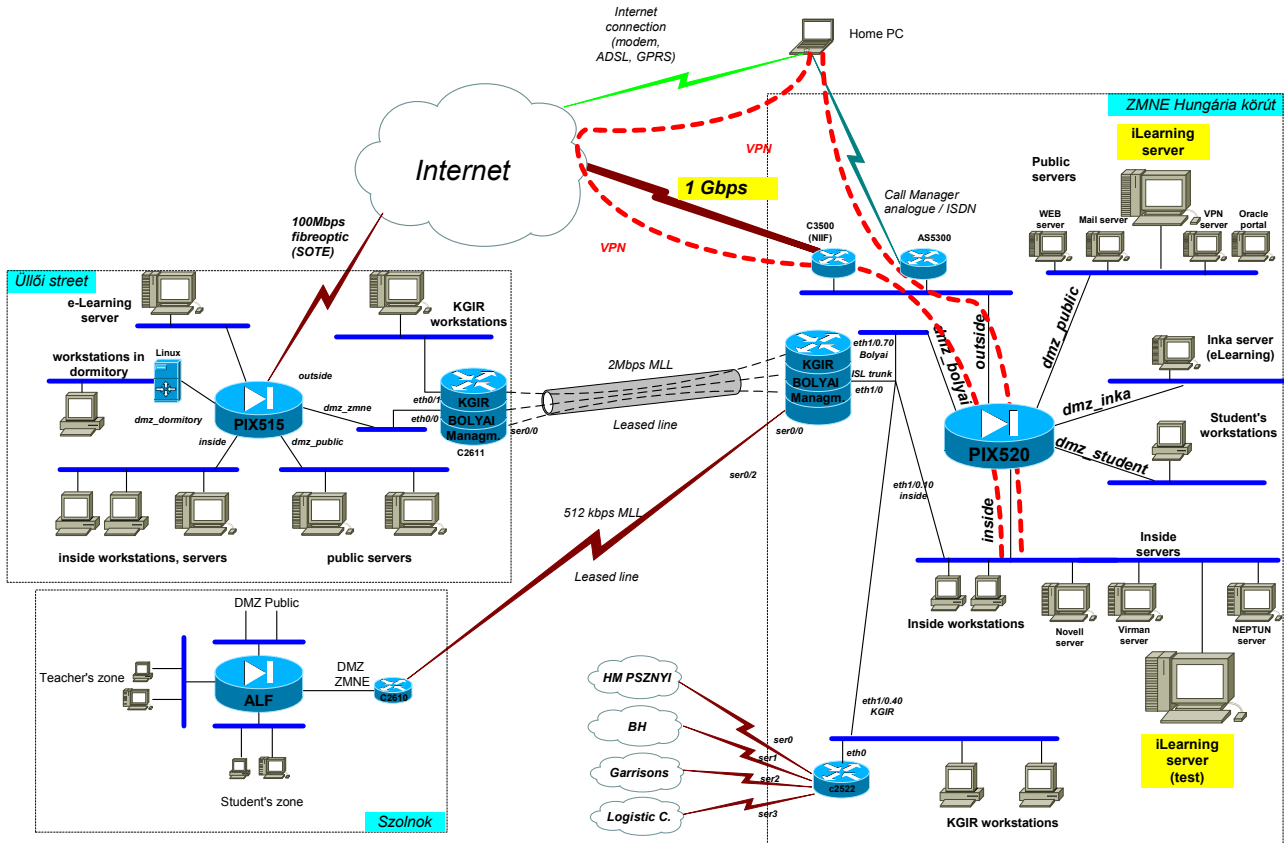 Internet
connection
(modem,
ADSL, GPRS)
Home PC
ZMNE Hungária körút
iLearning
server
Public
servers
VPN
Internet
1 Gbps
Call Manager
analogue / ISDN
WEB
server
Mail server
VPN
server
Oracle
portal
100Mbps
fibreoptic
(SOTE)
VPN
C3500
(NIIF)
AS5300
Üllői street
e-Learning
server
KGIR
workstations
dmz_public
outside
dmz_bolyai
eth1/0.70
Bolyai
ISL trunk
eth1/0
KGIR
BOLYAI
Managm.
ser0/0
Inka server
(eLearning)
dmz_inka
workstations in
dormitory
Linux
outside
2Mbps MLL
Leased line
eth0/1
eth0/0
KGIR
BOLYAI
Managm.
C2611
ser0/0
dmz_zmne
dmz_dormitory
PIX515
inside
dmz_public
PIX520
Student's
workstations
dmz_student
ser0/2
eth1/0.10
inside
inside
512 kbps MLL
Leased line
inside workstations, servers
public servers
Inside
servers
Inside workstations
Novell
server
Virman
server
NEPTUN
server
DMZ Public
Teacher's zone
ALF
DMZ
ZMNE
C2610
Student's zone
Szolnok
HM PSZNYI
BH
Garrisons
Logistic C.
ser0
ser1
ser2
ser3
eth1/0.40
KGIR
eth0
c2522
KGIR workstations
iLearning
server
(test)